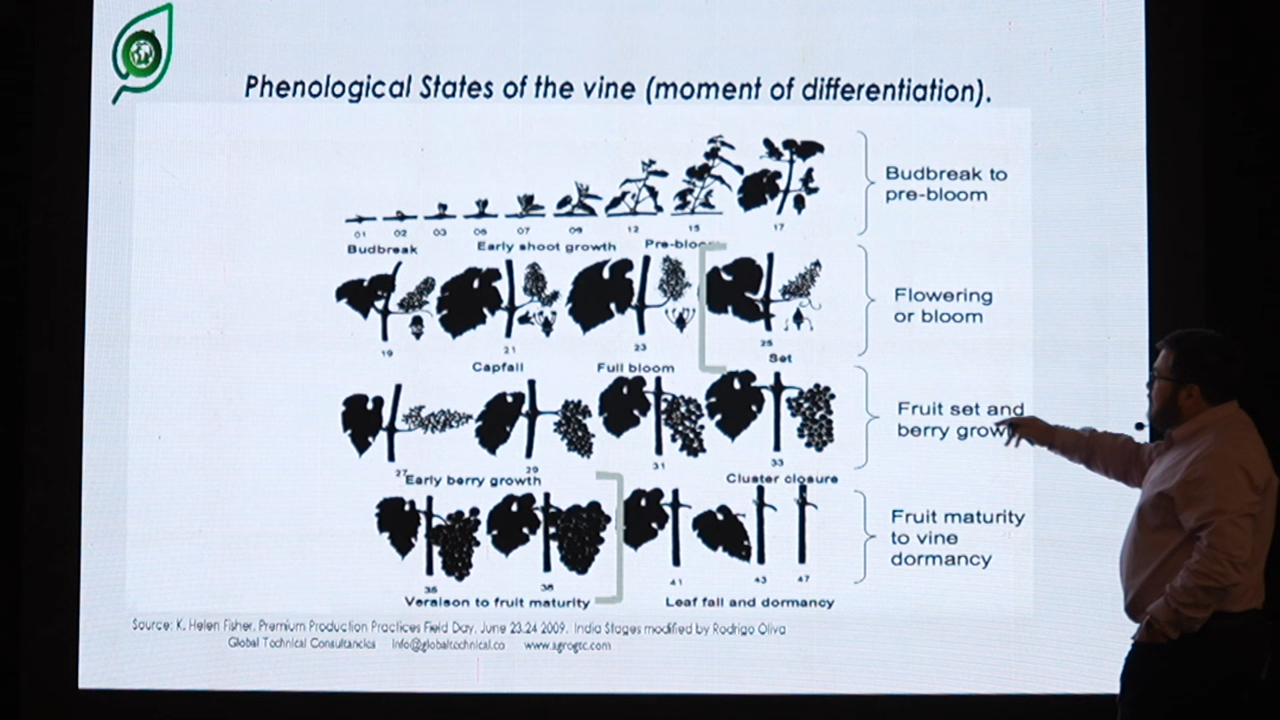 Phenological States of the vine (moment of differentiation).
01 02 03 05 07 09 12 15 17
Budbreak Early shoot growth Pre-bloom
Budbreak to
pre-bloom
19 21 23 25
Capfall Full bloom Set
Flowering
or bloom
27 29 31 33
Early berry growth Cluster closure
Fruit set and
berry grow
35 38 41 43 47
Veraison to fruit maturity Leaf fall and dormancy
Fruit maturity
to vine
dormancy
Source: K. Helen Fisher, Premium Production Practices Field Day, June 23.24 2009. India Stages modified by Rodrigo Oliva
Global Technical Consultancies info@globaltechnical.co www.agrogtc.com